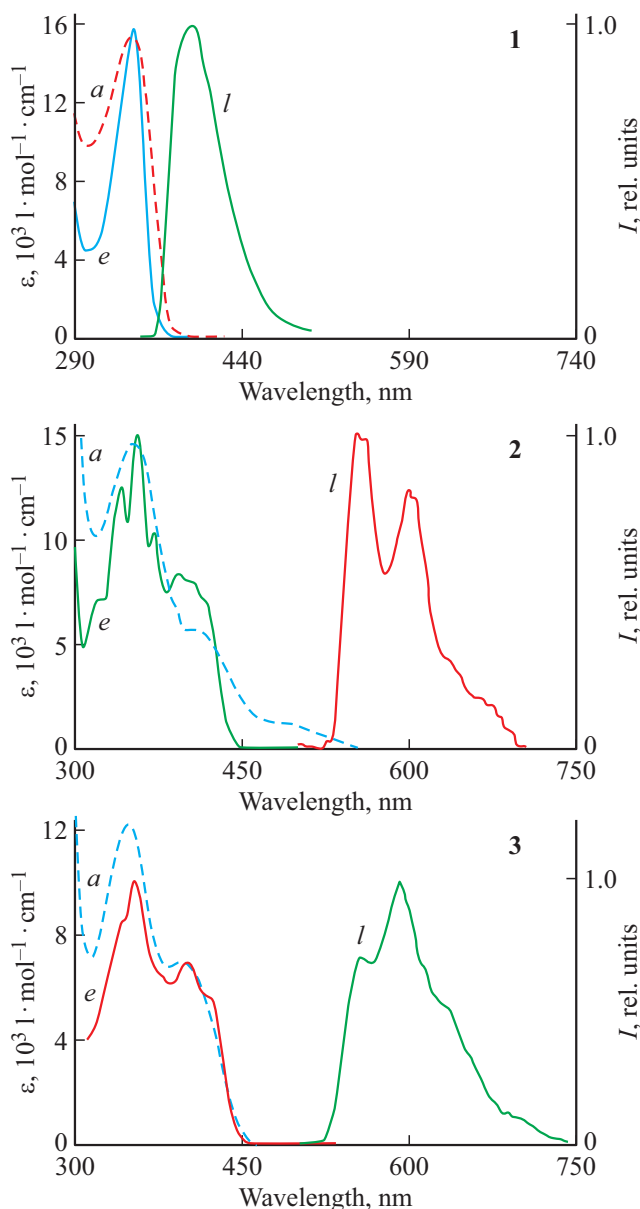 16
1.0
1
a
12
l
ε, 10³ l · mol⁻¹ · cm⁻¹
I, rel. units
8
e
4
0
0
290
440
590
740
Wavelength, nm
15
1.0
a
2
l
10
ε, 10³ l · mol⁻¹ · cm⁻¹
I, rel. units
e
5
0
0
300
450
600
750
Wavelength, nm
12
3
a
1.0
8
l
ε, 10³ l · mol⁻¹ · cm⁻¹
I, rel. units
e
4
0
0
300
450
600
750
Wavelength, nm